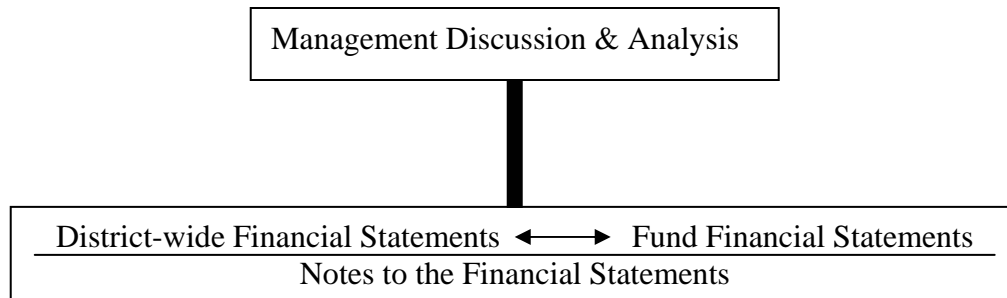 Management Discussion & Analysis
District-wide Financial Statements Fund Financial Statements
Notes to the Financial Statements